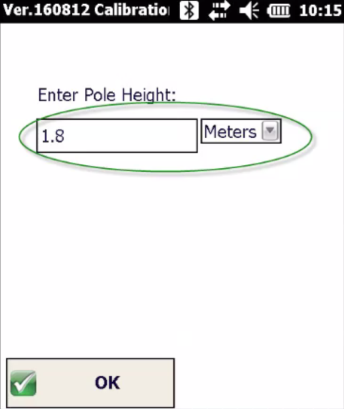 Ver.160812 Calibratio 10:15
Enter Pole Height:
1.8 Meters
OK